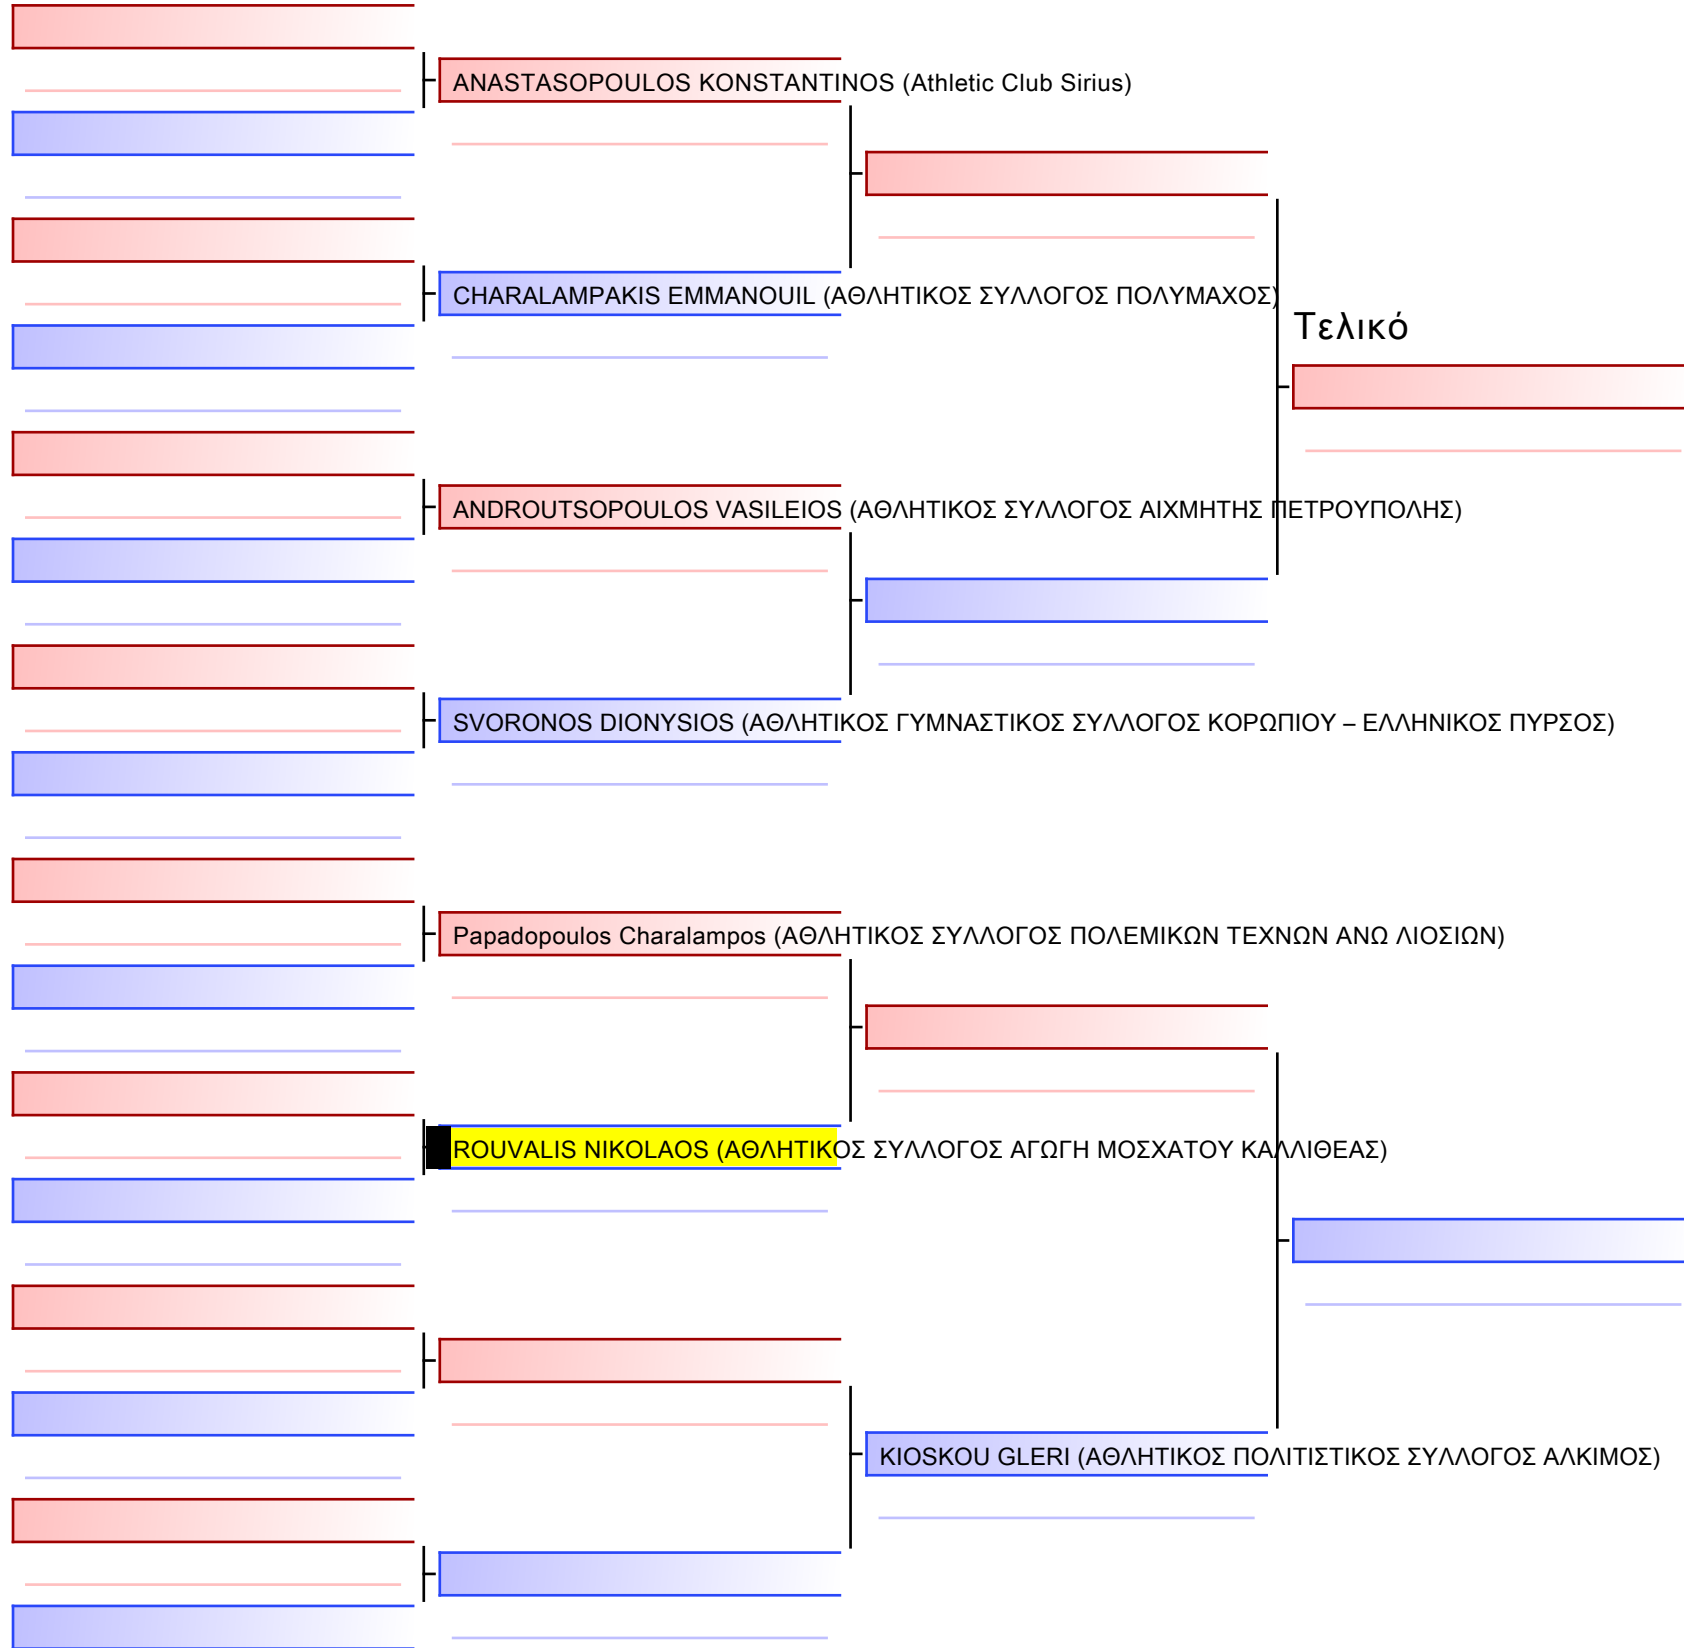 ANASTASOPOULOS KONSTANTINOS (Athletic Club Sirius)
CHARALAMPAKIS EMMANOUIL (ΑΘΛΗΤΙΚΟΣ ΣΥΛΛΟΓΟΣ ΠΟΛΥΜΑΧΟΣ)
Τελικό
ANDROUTSOPOULOS VASILEIOS (ΑΘΛΗΤΙΚΟΣ ΣΥΛΛΟΓΟΣ ΑΙΧΜΗΤΗΣ ΠΕΤΡΟΥΠΟΛΗΣ)
SVORONOS DIONYSIOS (ΑΘΛΗΤΙΚΟΣ ΓΥΜΝΑΣΤΙΚΟΣ ΣΥΛΛΟΓΟΣ ΚΟΡΩΠΙΟΥ – ΕΛΛΗΝΙΚΟΣ ΠΥΡΣΟΣ)
Papadopoulos Charalampos (ΑΘΛΗΤΙΚΟΣ ΣΥΛΛΟΓΟΣ ΠΟΛΕΜΙΚΩΝ ΤΕΧΝΩΝ ΑΝΩ ΛΙΟΣΙΩΝ)
ROUVALIS NIKOLAOS (ΑΘΛΗΤΙΚΟΣ ΣΥΛΛΟΓΟΣ ΑΓΩΓΗ ΜΟΣΧΑΤΟΥ ΚΑΛΛΙΘΕΑΣ)
KIOSKOU GLERI (ΑΘΛΗΤΙΚΟΣ ΠΟΛΙΤΙΣΤΙΚΟΣ ΣΥΛΛΟΓΟΣ ΑΛΚΙΜΟΣ)